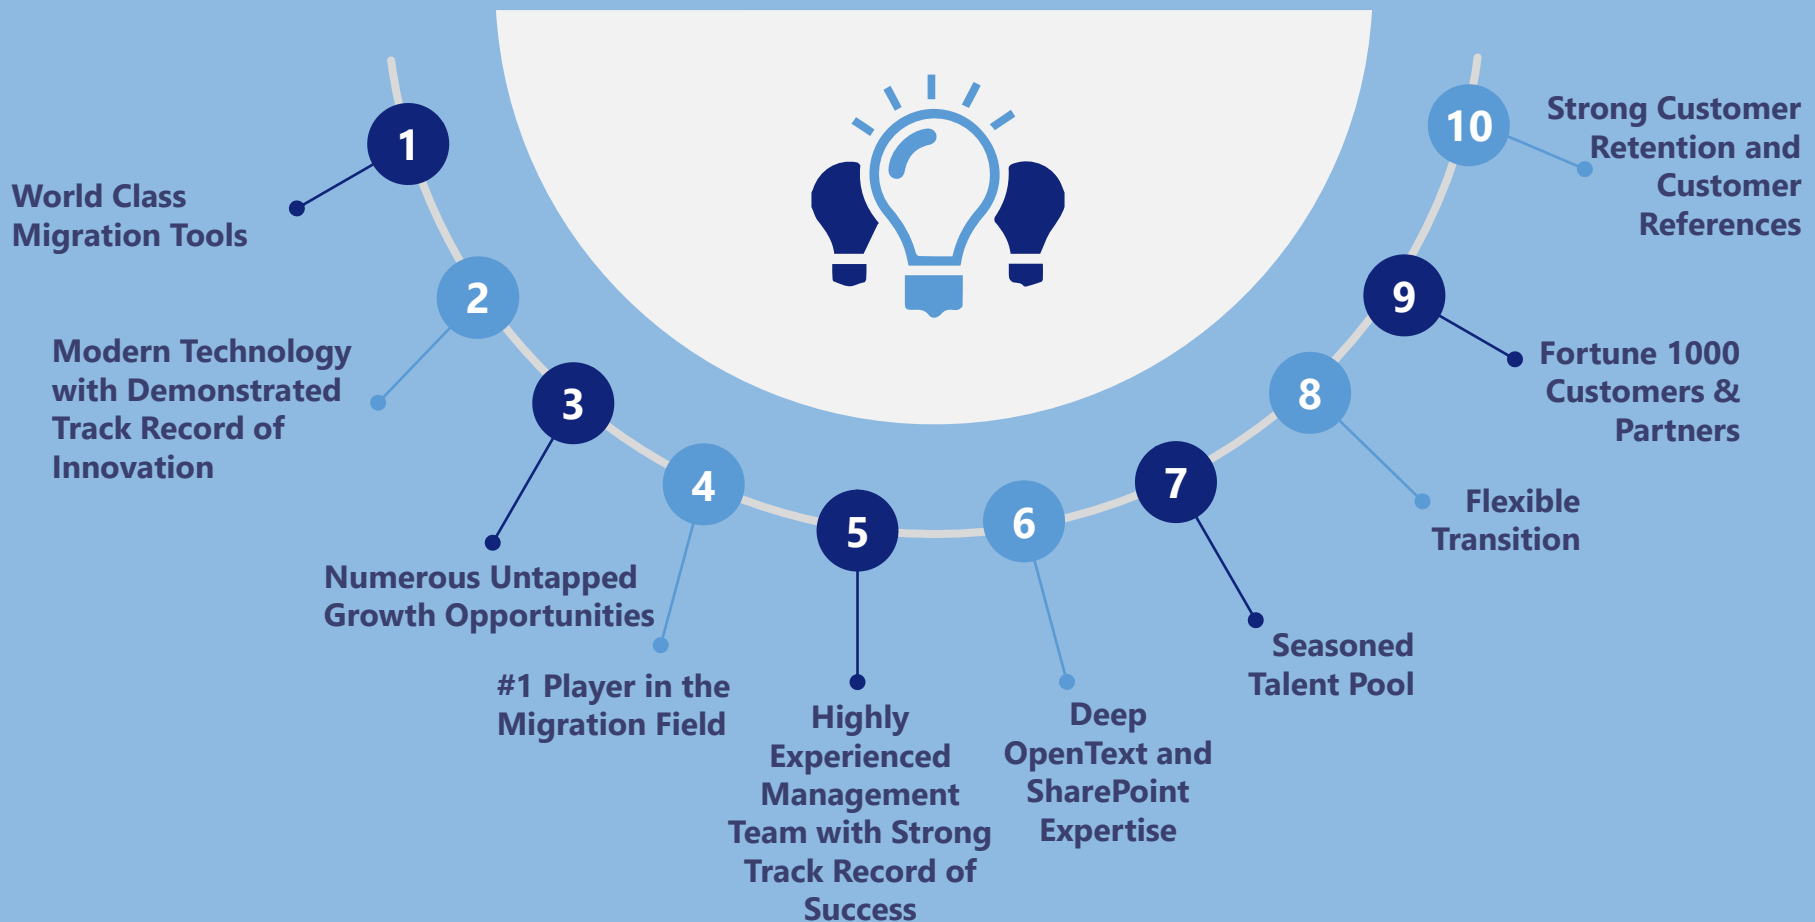 1
World Class
Migration Tools
2
Modern Technology
with Demonstrated
Track Record of
Innovation
3
Numerous Untapped
Growth Opportunities
4
#1 Player in the
Migration Field
5
Highly
Experienced
Management
Team with Strong
Track Record of
Success
6
Deep
OpenText and
SharePoint
Expertise
7
Seasoned
Talent Pool
8
Flexible
Transition
9
Fortune 1000
Customers &
Partners
10
Strong Customer
Retention and
Customer
References